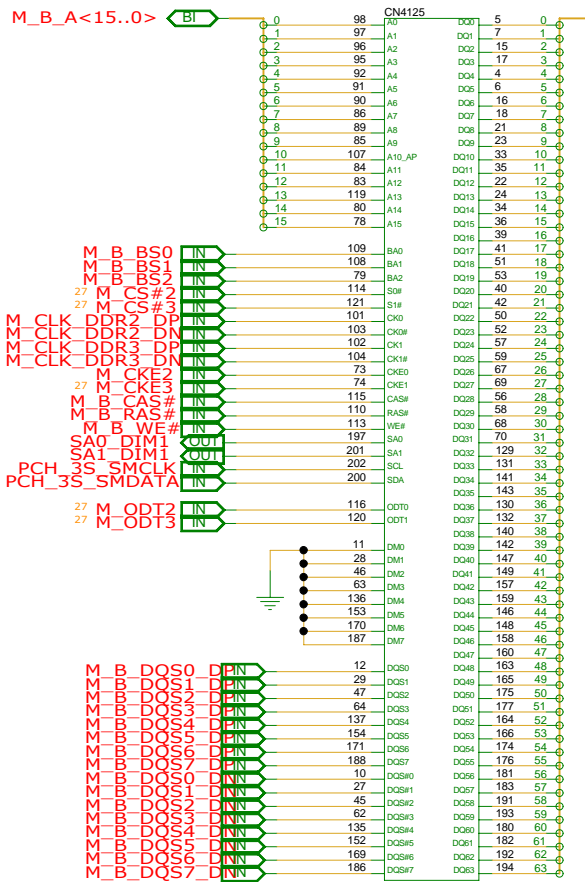 CN4125
M_B_A<15..0> BI
0 98 A0 DQ0 5 0
1 97 A1 DQ1 7 1
2 96 A2 DQ2 15 2
3 95 A3 DQ3 17 3
4 92 A4 DQ4 4 4
5 91 A5 DQ5 6 5
6 90 A6 DQ6 16 6
7 86 A7 DQ7 18 7
8 89 A8 DQ8 21 8
9 85 A9 DQ9 23 9
10 107 A10_AP DQ10 33 10
11 84 A11 DQ11 35 11
12 83 A12 DQ12 22 12
13 119 A13 DQ13 24 13
14 80 A14 DQ14 34 14
15 78 A15 DQ15 36 15
DQ16 39 16
M_B_BS0 IN 109 BA0 DQ17 41 17
M_B_BS1 IN 108 BA1 DQ18 51 18
M_B_BS2 IN 79 BA2 DQ19 53 19
27 M_CS#2 IN 114 S0# DQ20 40 20
27 M_CS#3 IN 121 S1# DQ21 42 21
M_CLK_DDR2_DP IN 101 CK0 DQ22 50 22
M_CLK_DDR2_DN IN 103 CK0# DQ23 52 23
M_CLK_DDR3_DP IN 102 CK1 DQ24 57 24
M_CLK_DDR3_DN IN 104 CK1# DQ25 59 25
M_CKE2 IN 73 CKE0 DQ26 67 26
27 M_CKE3 IN 74 CKE1 DQ27 69 27
M_B_CAS# IN 115 CAS# DQ28 56 28
M_B_RAS# IN 110 RAS# DQ29 58 29
M_B_WE# IN 113 WE# DQ30 68 30
SA0_DIM1 OUT 197 SA0 DQ31 70 31
SA1_DIM1 OUT 201 SA1 DQ32 129 32
PCH_3S_SMCLK IN 202 SCL DQ33 131 33
PCH_3S_SMDATA IN 200 SDA DQ34 141 34
DQ35 143 35
27 M_ODT2 IN 116 ODT0 DQ36 130 36
27 M_ODT3 IN 120 ODT1 DQ37 132 37
DQ38 140 38
11 DM0 DQ39 142 39
28 DM1 DQ40 147 40
46 DM2 DQ41 149 41
63 DM3 DQ42 157 42
136 DM4 DQ43 159 43
153 DM5 DQ44 146 44
170 DM6 DQ45 148 45
187 DM7 DQ46 158 46
DQ47 160 47
M_B_DQS0_DP IN 12 DQS0 DQ48 163 48
M_B_DQS1_DP IN 29 DQS1 DQ49 165 49
M_B_DQS2_DP IN 47 DQS2 DQ50 175 50
M_B_DQS3_DP IN 64 DQS3 DQ51 177 51
M_B_DQS4_DP IN 137 DQS4 DQ52 164 52
M_B_DQS5_DP IN 154 DQS5 DQ53 166 53
M_B_DQS6_DP IN 171 DQS6 DQ54 174 54
M_B_DQS7_DP IN 188 DQS7 DQ55 176 55
M_B_DQS0_DN IN 10 DQS#0 DQ56 181 56
M_B_DQS1_DN IN 27 DQS#1 DQ57 183 57
M_B_DQS2_DN IN 45 DQS#2 DQ58 191 58
M_B_DQS3_DN IN 62 DQS#3 DQ59 193 59
M_B_DQS4_DN IN 135 DQS#4 DQ60 180 60
M_B_DQS5_DN IN 152 DQS#5 DQ61 182 61
M_B_DQS6_DN IN 169 DQS#6 DQ62 192 62
M_B_DQS7_DN IN 186 DQS#7 DQ63 194 63